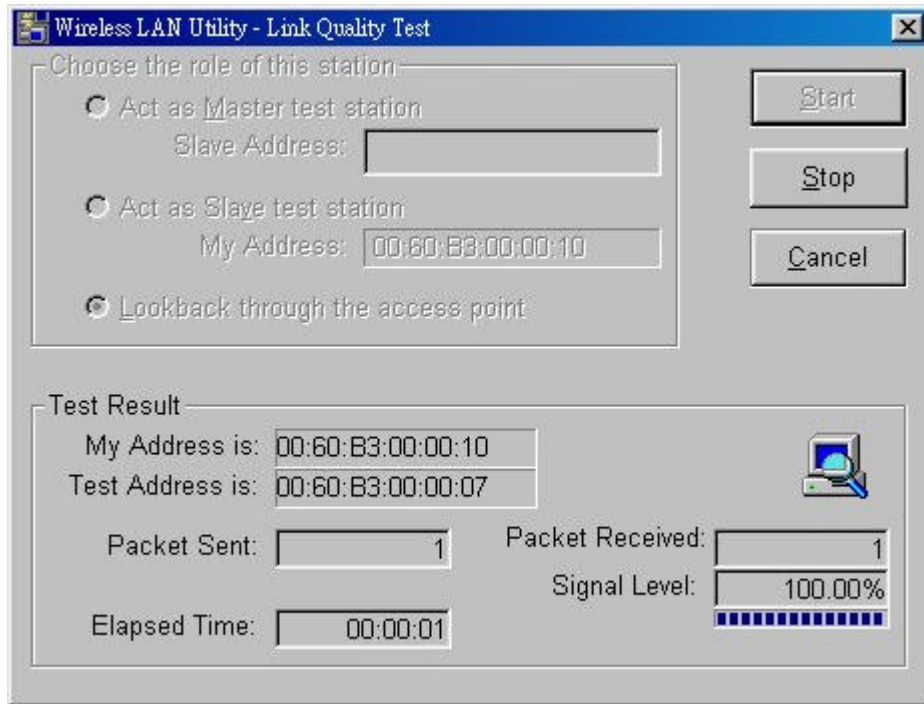 Wireless LAN Utility - Link Quality Test
Choose the role of this station
Act as Master test station
Slave Address:
Act as Slave test station
My Address: 00:60:B3:00:00:10
Lookback through the access point
Start
Stop
Cancel
Test Result
My Address is: 00:60:B3:00:00:10
Test Address is: 00:60:B3:00:00:07
Packet Sent: 1
Packet Received: 1
Signal Level: 100.00%
Elapsed Time: 00:00:01